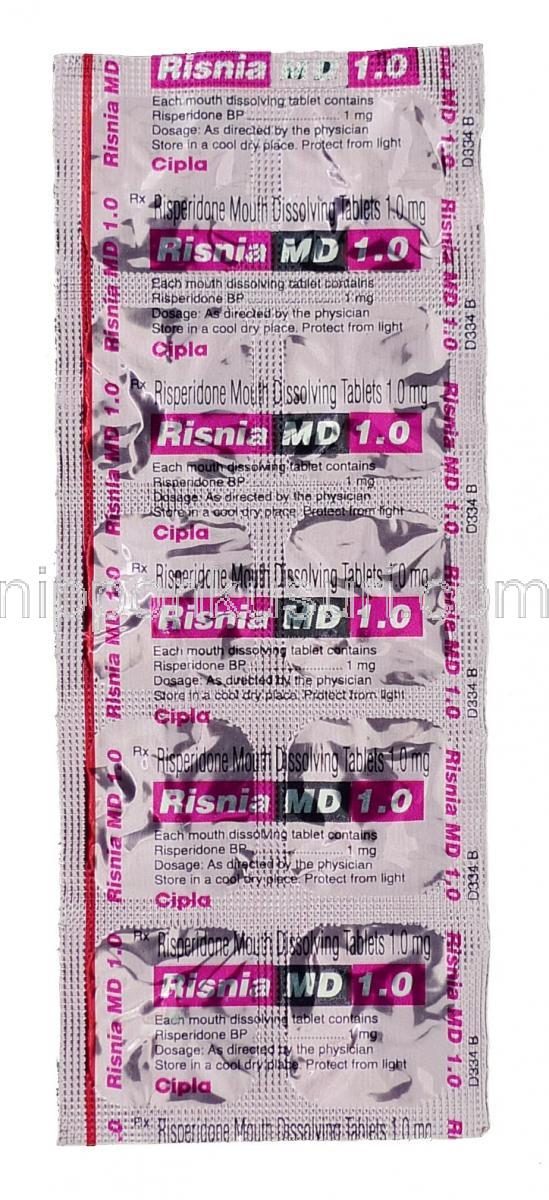 Risnia MD 1.0
Each mouth dissolving tablet contains
Risperidone BP.......................... 1 mg
Dosage: As directed by the physician
Store in a cool dry place. Protect from light
Cipla
Rx Risperidone Mouth Dissolving Tablets 1.0 mg
Risnia MD 1.0
Each mouth dissolving tablet contains
Risperidone BP.......................... 1 mg
Dosage: As directed by the physician
Store in a cool dry place. Protect from light
Cipla
Rx Risperidone Mouth Dissolving Tablets 1.0 mg
Risnia MD 1.0
Each mouth dissolving tablet contains
Risperidone BP.......................... 1 mg
Dosage: As directed by the physician
Store in a cool dry place. Protect from light
Cipla
Rx Risperidone Mouth Dissolving Tablets 1.0 mg
Risnia MD 1.0
Each mouth dissolving tablet contains
Risperidone BP.......................... 1 mg
Dosage: As directed by the physician
Store in a cool dry place. Protect from light
Cipla
Rx Risperidone Mouth Dissolving Tablets 1.0 mg
Risnia MD 1.0
Each mouth dissolving tablet contains
Risperidone BP.......................... 1 mg
Dosage: As directed by the physician
Store in a cool dry place. Protect from light
Cipla
Rx Risperidone Mouth Dissolving Tablets 1.0 mg
Risnia MD 1.0
Each mouth dissolving tablet contains
Risperidone BP.......................... 1 mg
Dosage: As directed by the physician
Store in a cool dry place. Protect from light
Cipla
Rx Risperidone Mouth Dissolving Tablets 1.0 mg
Risnia MD
Risnia MD 1.0
Risnia MD 1.0
Risnia MD 1.0
Risnia MD 1.0
Risnia MD 1.0
MD 1.0
Risnia MD 1.0
Risnia MD 1.0
Risnia MD 1.0
Risnia MD 1.0
Risnia MD 1.0
D334 B
D334 B
D334 B
D334 B
D334 B
D334 B